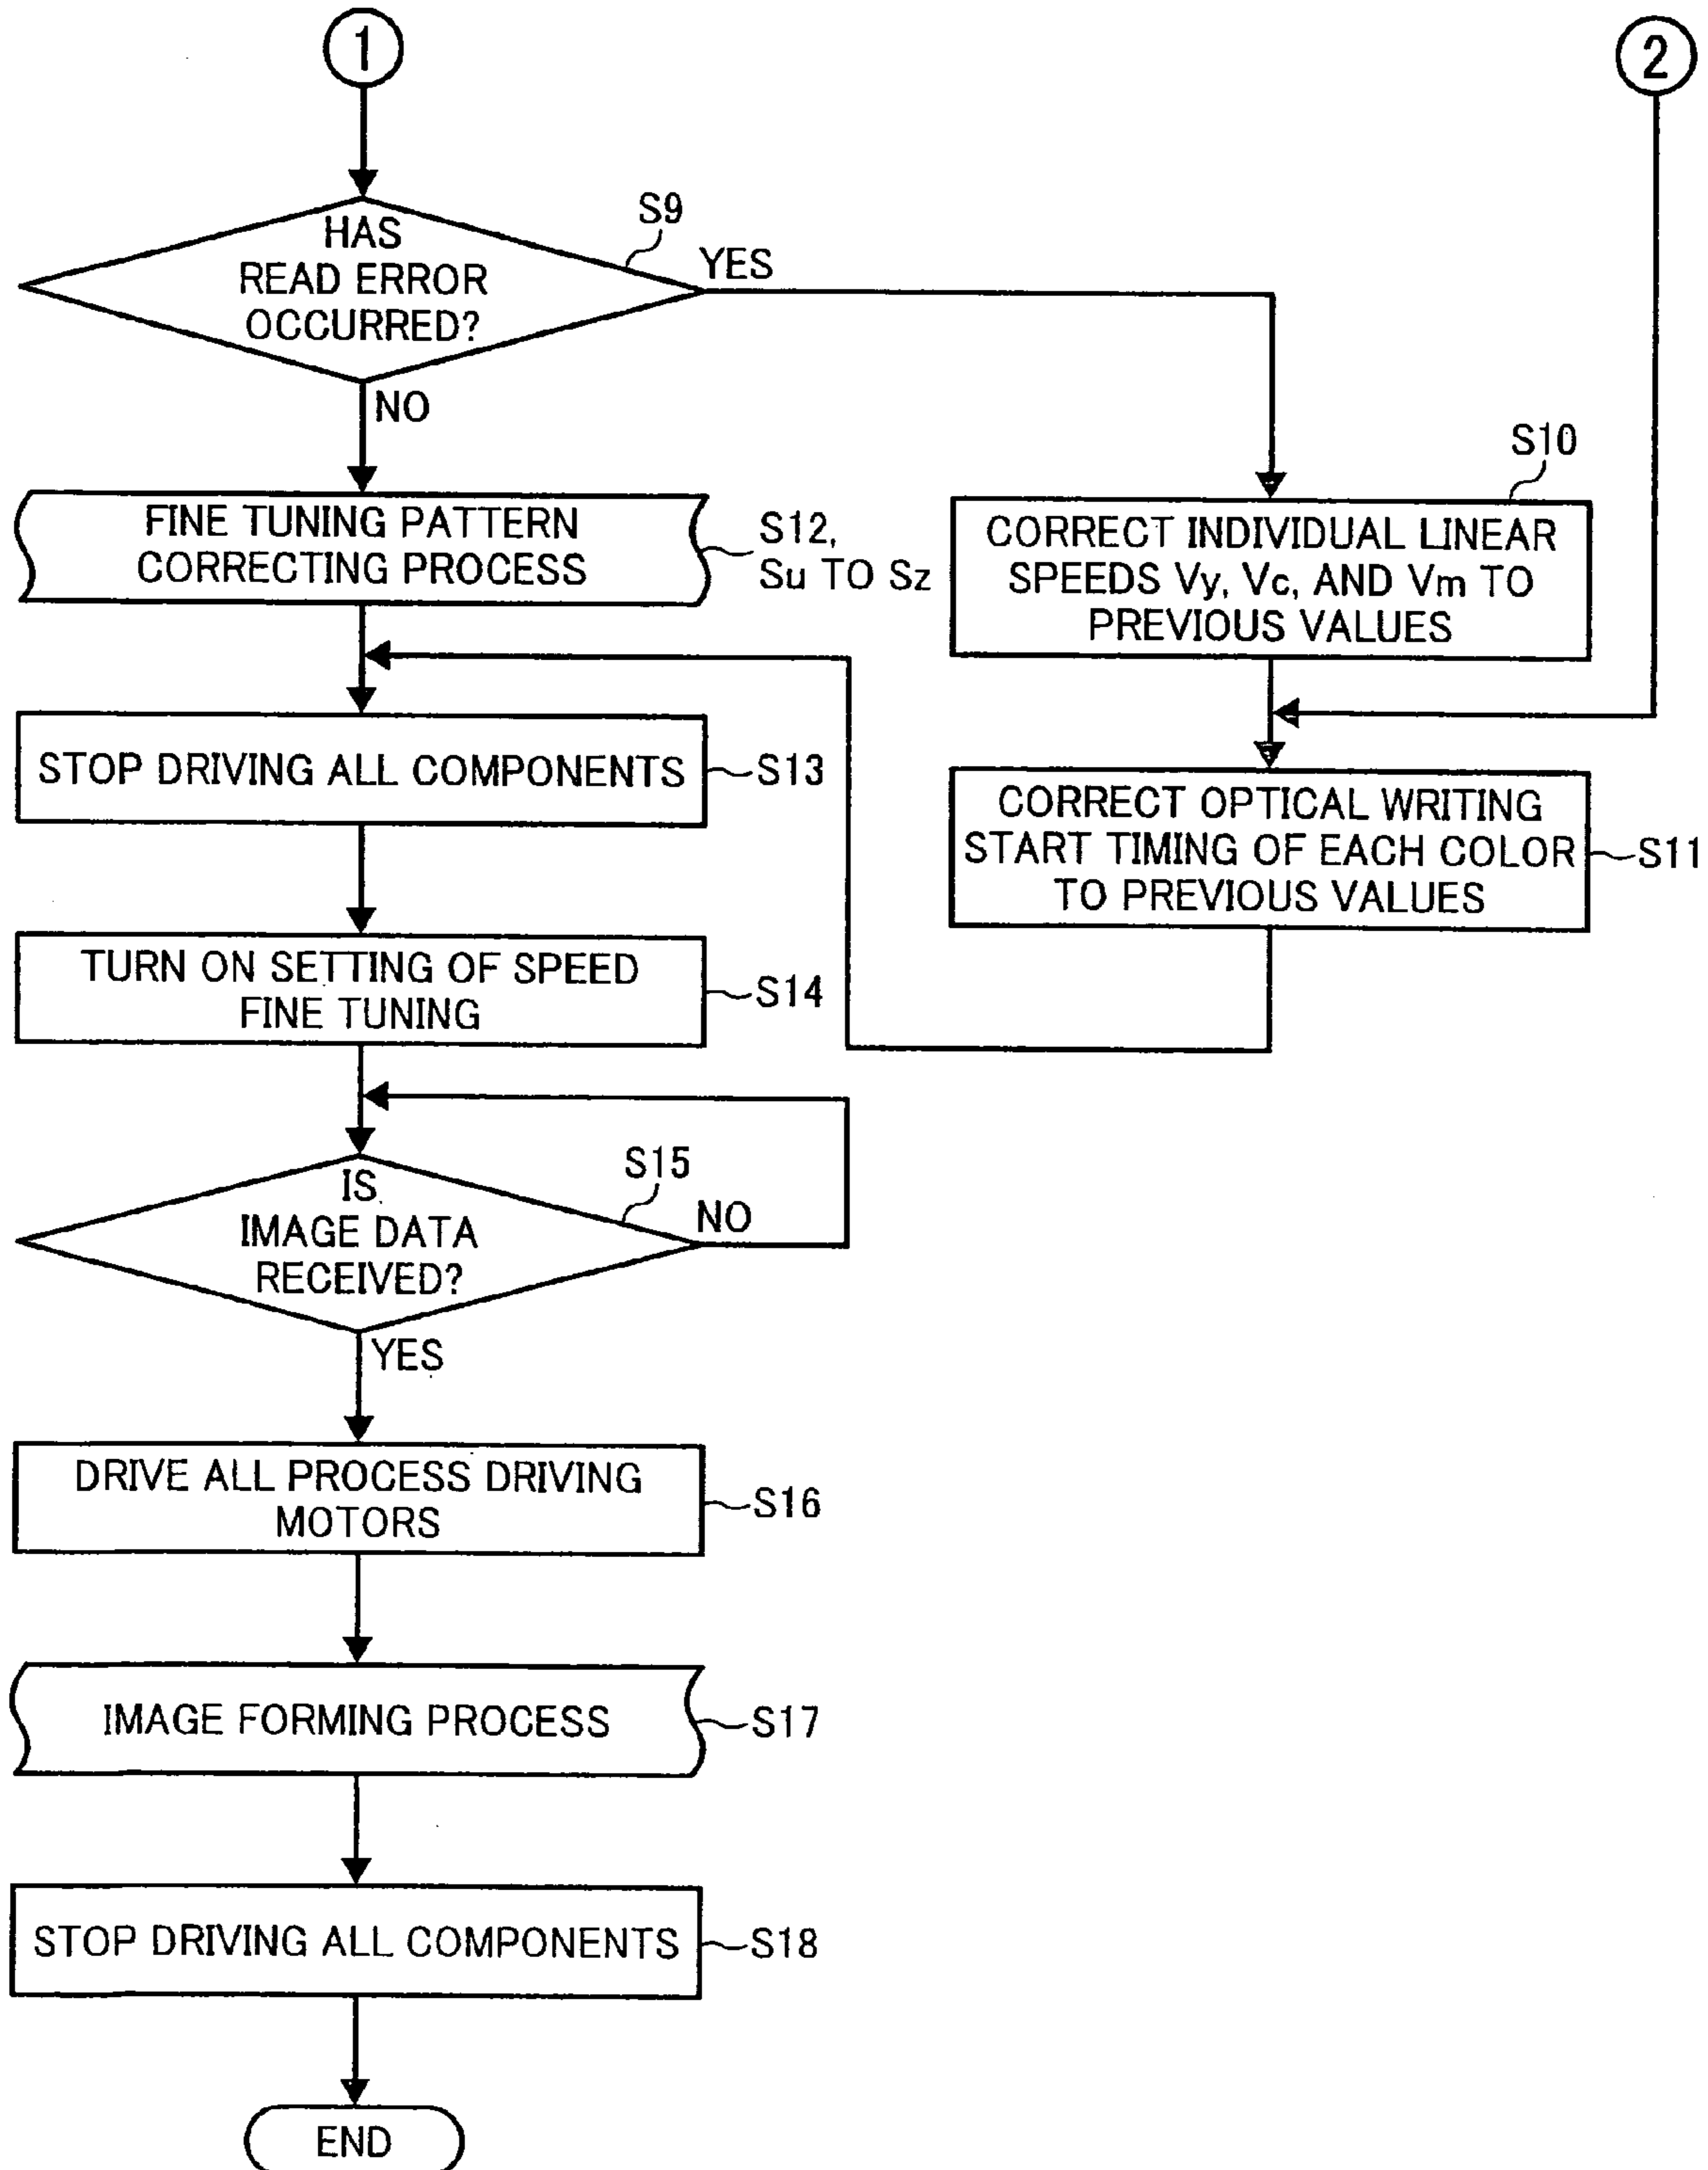 1
2
HAS
READ ERROR
OCCURRED?
S9
YES
NO
S10
FINE TUNING PATTERN
CORRECTING PROCESS
S12,
Su TO Sz
CORRECT INDIVIDUAL LINEAR
SPEEDS Vy, Vc, AND Vm TO
PREVIOUS VALUES
STOP DRIVING ALL COMPONENTS
S13
CORRECT OPTICAL WRITING
START TIMING OF EACH COLOR
TO PREVIOUS VALUES
S11
TURN ON SETTING OF SPEED
FINE TUNING
S14
IS
IMAGE DATA
RECEIVED?
S15
NO
YES
DRIVE ALL PROCESS DRIVING
MOTORS
S16
IMAGE FORMING PROCESS
S17
STOP DRIVING ALL COMPONENTS
S18
END